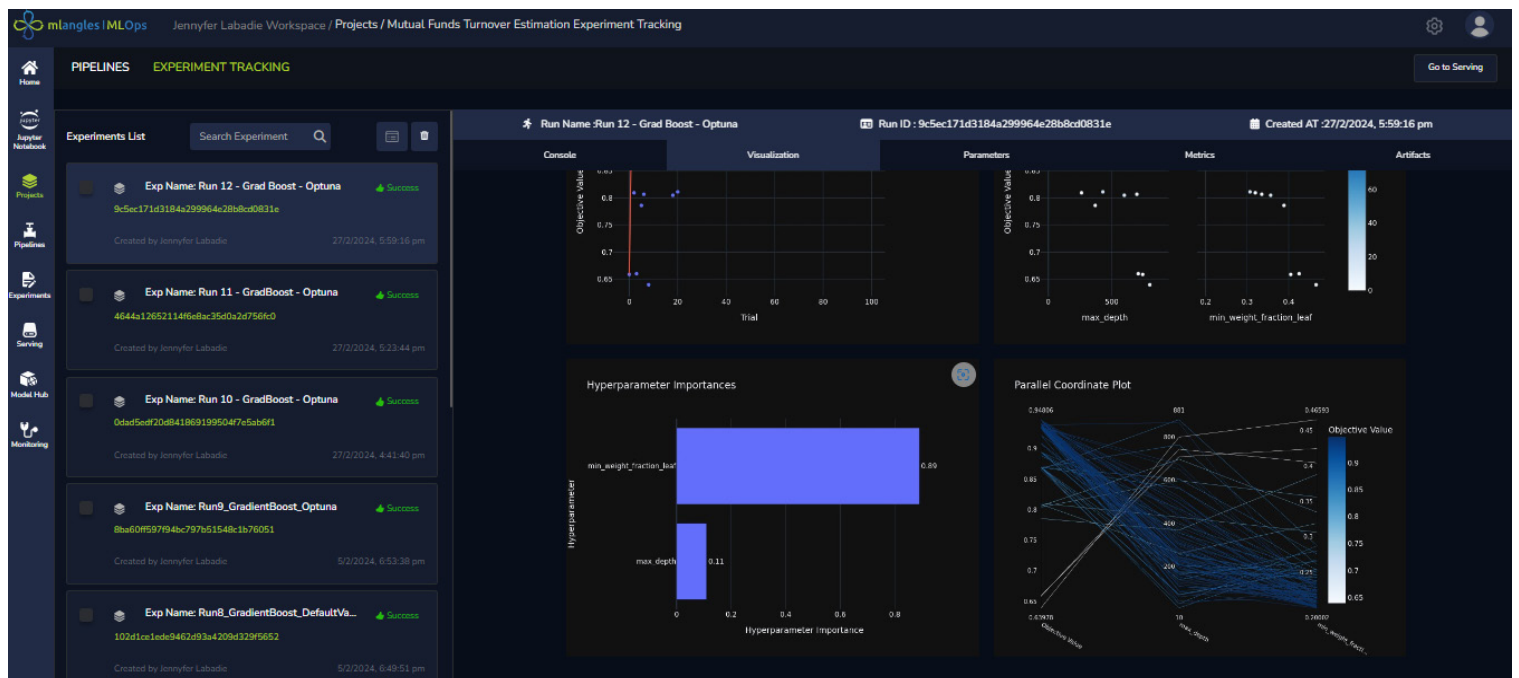 mlangles | MLOps
Jennyfer Labadie Workspace / Projects / Mutual Funds Turnover Estimation Experiment Tracking
Home
Jupyter Notebook
Projects
Pipelines
Experiments
Serving
Model Hub
Monitoring
PIPELINES EXPERIMENT TRACKING
Go to Serving
Experiments List
Search Experiment
Exp Name: Run 12 - Grad Boost - Optuna
Success
9c5ec171d3184a299964e28b8cd0831e
Created by Jennyfer Labadie 27/2/2024, 5:59:16 pm
Exp Name: Run 11 - GradBoost - Optuna
Success
4644a12652114f6e8ac35d0a2d756fc0
Created by Jennyfer Labadie 27/2/2024, 5:23:44 pm
Exp Name: Run 10 - GradBoost - Optuna
Success
0dad5edf20d841869199504f7e5ab6f1
Created by Jennyfer Labadie 27/2/2024, 4:41:40 pm
Exp Name: Run9_GradientBoost_Optuna
Success
8ba60ff597f94bc797b51548c1b76051
Created by Jennyfer Labadie 5/2/2024, 6:53:38 pm
Exp Name: Run8_GradientBoost_DefaultVa...
Success
102d1ce1ede9462d93a4209d329f5652
Created by Jennyfer Labadie 5/2/2024, 6:49:51 pm
Run Name :Run 12 - Grad Boost - Optuna
Run ID : 9c5ec171d3184a299964e28b8cd0831e
Created AT :27/2/2024, 5:59:16 pm
Console Visualization Parameters Metrics Artifacts
Objective Value
0.8
0.75
0.7
0.65
0 20 40 60 80 100
Trial
Objective Value
0.8
0.75
0.7
0.65
0 500
max_depth
0.2 0.3 0.4
min_weight_fraction_leaf
60
40
20
0
Hyperparameter Importances
Hyperparameter
min_weight_fraction_leaf
0.89
max_depth
0.11
0 0.2 0.4 0.6 0.8
Hyperparameter Importance
Parallel Coordinate Plot
0.94806
0.9
0.85
0.8
0.75
0.7
0.65
0.63928
Objective Value
881
800
600
400
200
10
max_depth
0.46593
0.45
0.4
0.35
0.3
0.25
min_weight_fracti...
Objective Value
0.9
0.85
0.8
0.75
0.7
0.65